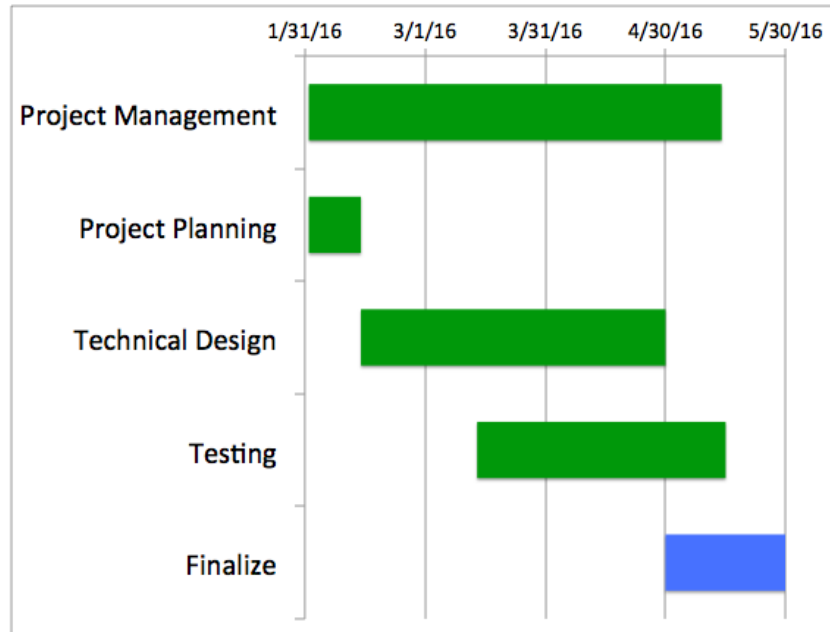 1/31/16 3/1/16 3/31/16 4/30/16 5/30/16
Project Management
Project Planning
Technical Design
Testing
Finalize